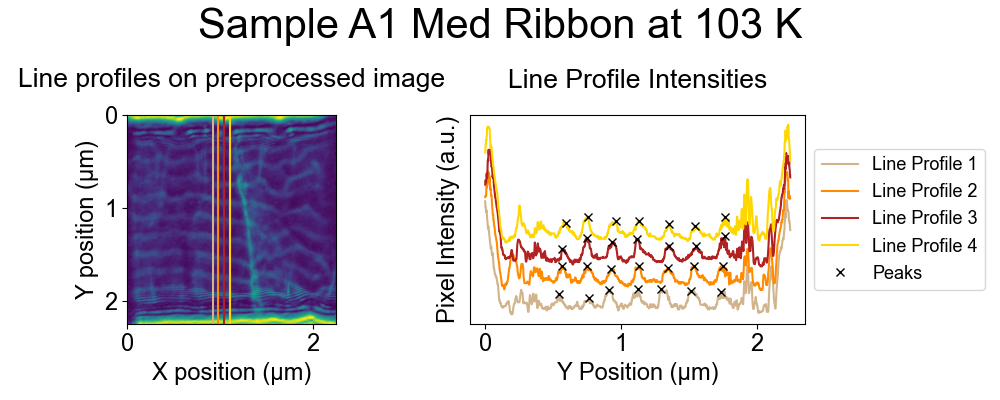 Sample A1 Med Ribbon at 103 K
Line profiles on preprocessed image
Line Profile Intensities
0
1
2
Y position (µm)
0
2
X position (µm)
Pixel Intensity (a.u.)
0
1
2
Y Position (µm)
Line Profile 1
Line Profile 2
Line Profile 3
Line Profile 4
Peaks